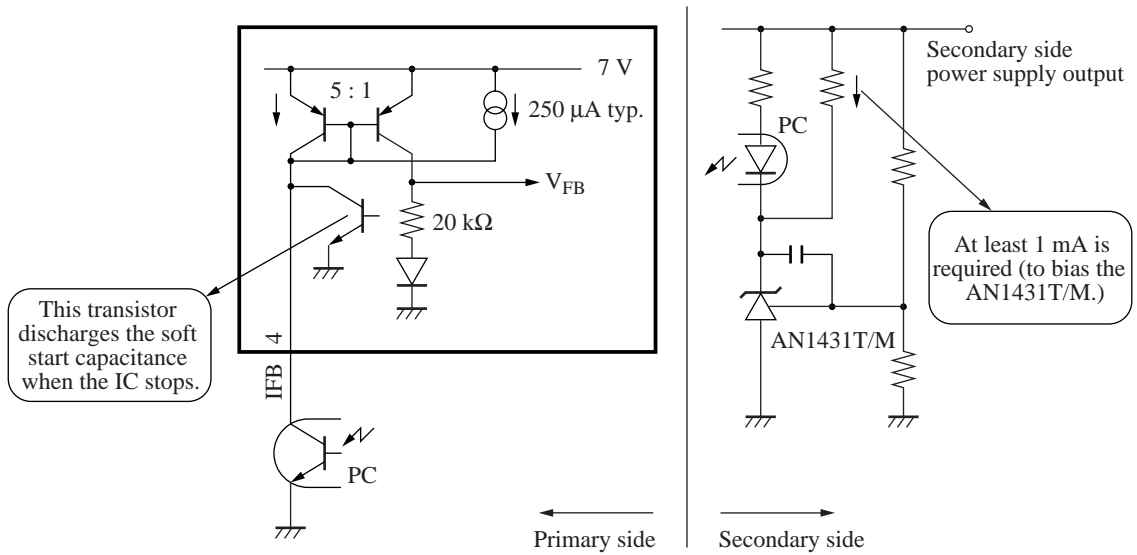 7 V
5 : 1
250 μA typ.
V_FB
20 kΩ
This transistor
discharges the soft
start capacitance
when the IC stops.
4
IFB
PC
Primary side
Secondary side
power supply output
PC
At least 1 mA is
required (to bias the
AN1431T/M.)
AN1431T/M
Secondary side